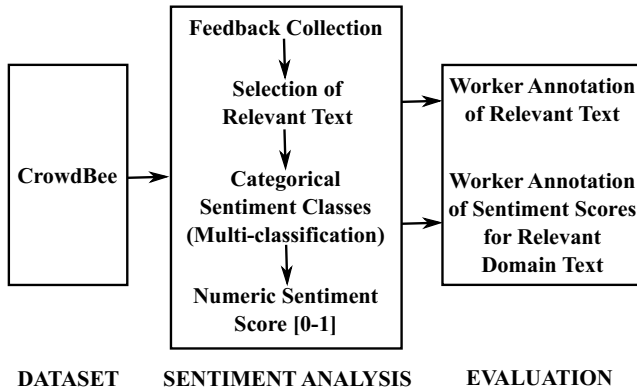 CrowdBee
DATASET
Feedback Collection
Selection of
Relevant Text
Categorical
Sentiment Classes
(Multi-classification)
Numeric Sentiment
Score [0-1]
SENTIMENT ANALYSIS
Worker Annotation
of Relevant Text
Worker Annotation
of Sentiment Scores
for Relevant
Domain Text
EVALUATION